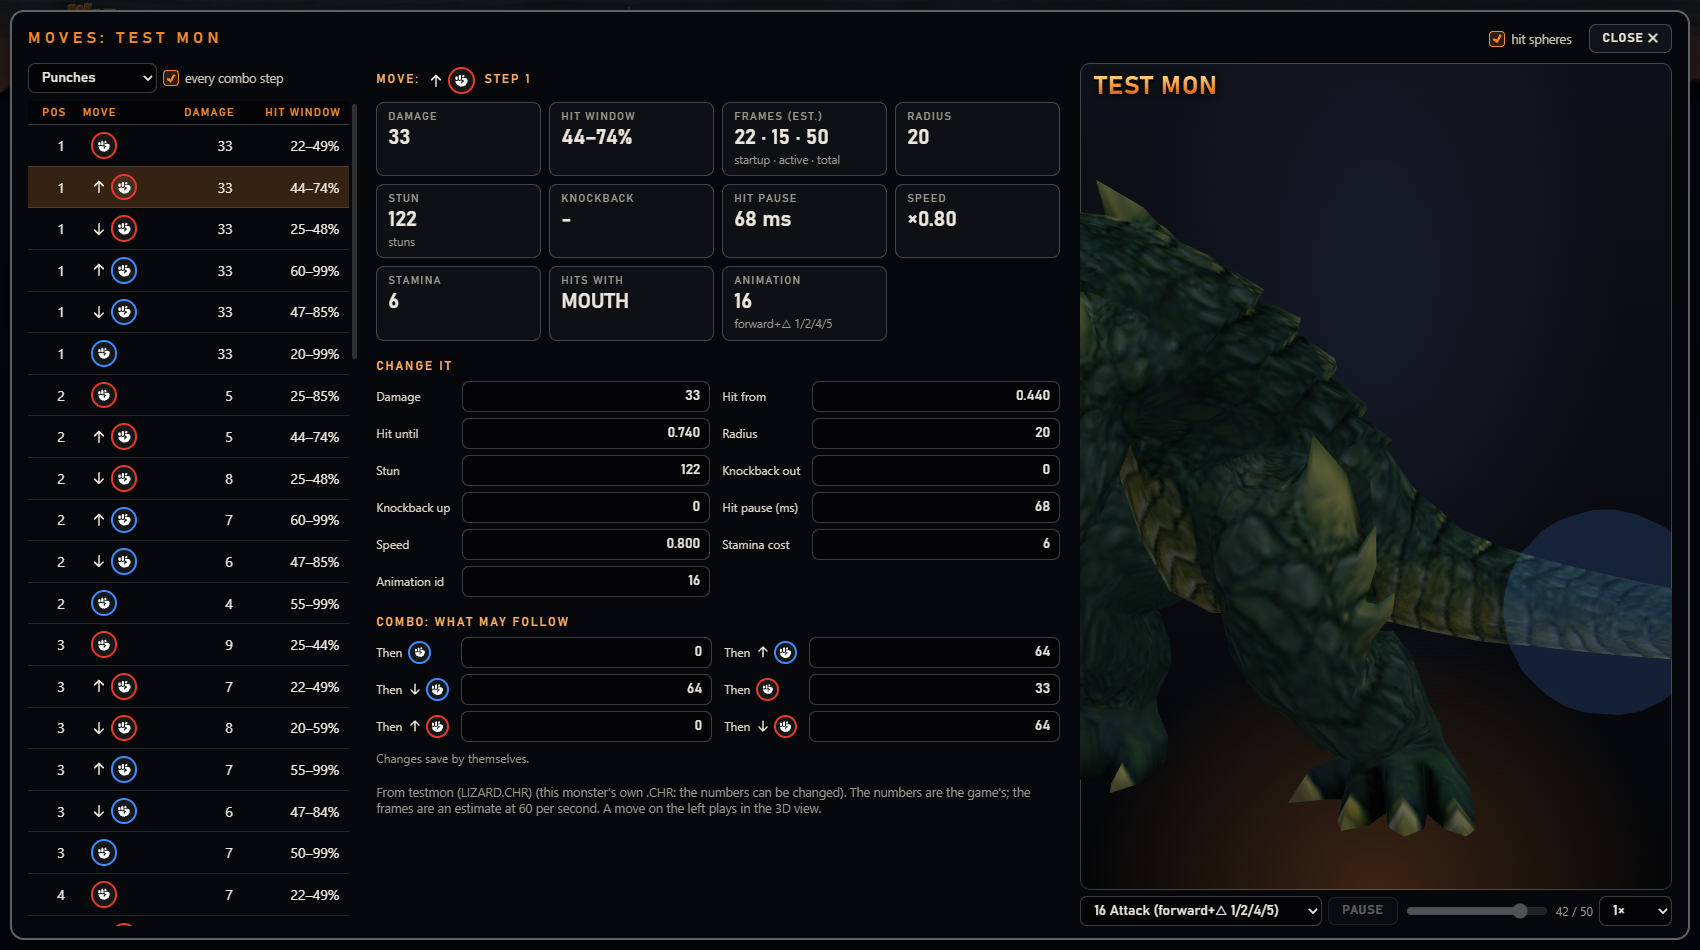 MOVES: TEST MON
hit spheres
CLOSE ✕
Punches
every combo step
POS MOVE DAMAGE HIT WINDOW
1 33 22–49%
1 ↑ 33 44–74%
1 ↓ 33 25–48%
1 ↑ 33 60–99%
1 ↓ 33 47–85%
1 33 20–99%
2 5 25–85%
2 ↑ 5 44–74%
2 ↓ 8 25–48%
2 ↑ 7 60–99%
2 ↓ 6 47–85%
2 4 55–99%
3 9 25–44%
3 ↑ 7 22–49%
3 ↓ 8 20–59%
3 ↑ 7 55–99%
3 ↓ 6 47–84%
3 7 50–99%
4 7 22–49%
MOVE: ↑ STEP 1
DAMAGE
33
HIT WINDOW
44–74%
FRAMES (EST.)
22 · 15 · 50
startup · active · total
RADIUS
20
STUN
122
stuns
KNOCKBACK
–
HIT PAUSE
68 ms
SPEED
×0.80
STAMINA
6
HITS WITH
MOUTH
ANIMATION
16
forward+△ 1/2/4/5
CHANGE IT
Damage 33 Hit from 0.440
Hit until 0.740 Radius 20
Stun 122 Knockback out 0
Knockback up 0 Hit pause (ms) 68
Speed 0.800 Stamina cost 6
Animation id 16
COMBO: WHAT MAY FOLLOW
Then 0 Then ↑ 64
Then ↓ 64 Then 33
Then ↑ 0 Then ↓ 64
Changes save by themselves.
From testmon (LIZARD.CHR) (this monster's own .CHR: the numbers can be changed). The numbers are the game's; the
frames are an estimate at 60 per second. A move on the left plays in the 3D view.
TEST MON
16 Attack (forward+△ 1/2/4/5)
PAUSE
42 / 50
1×